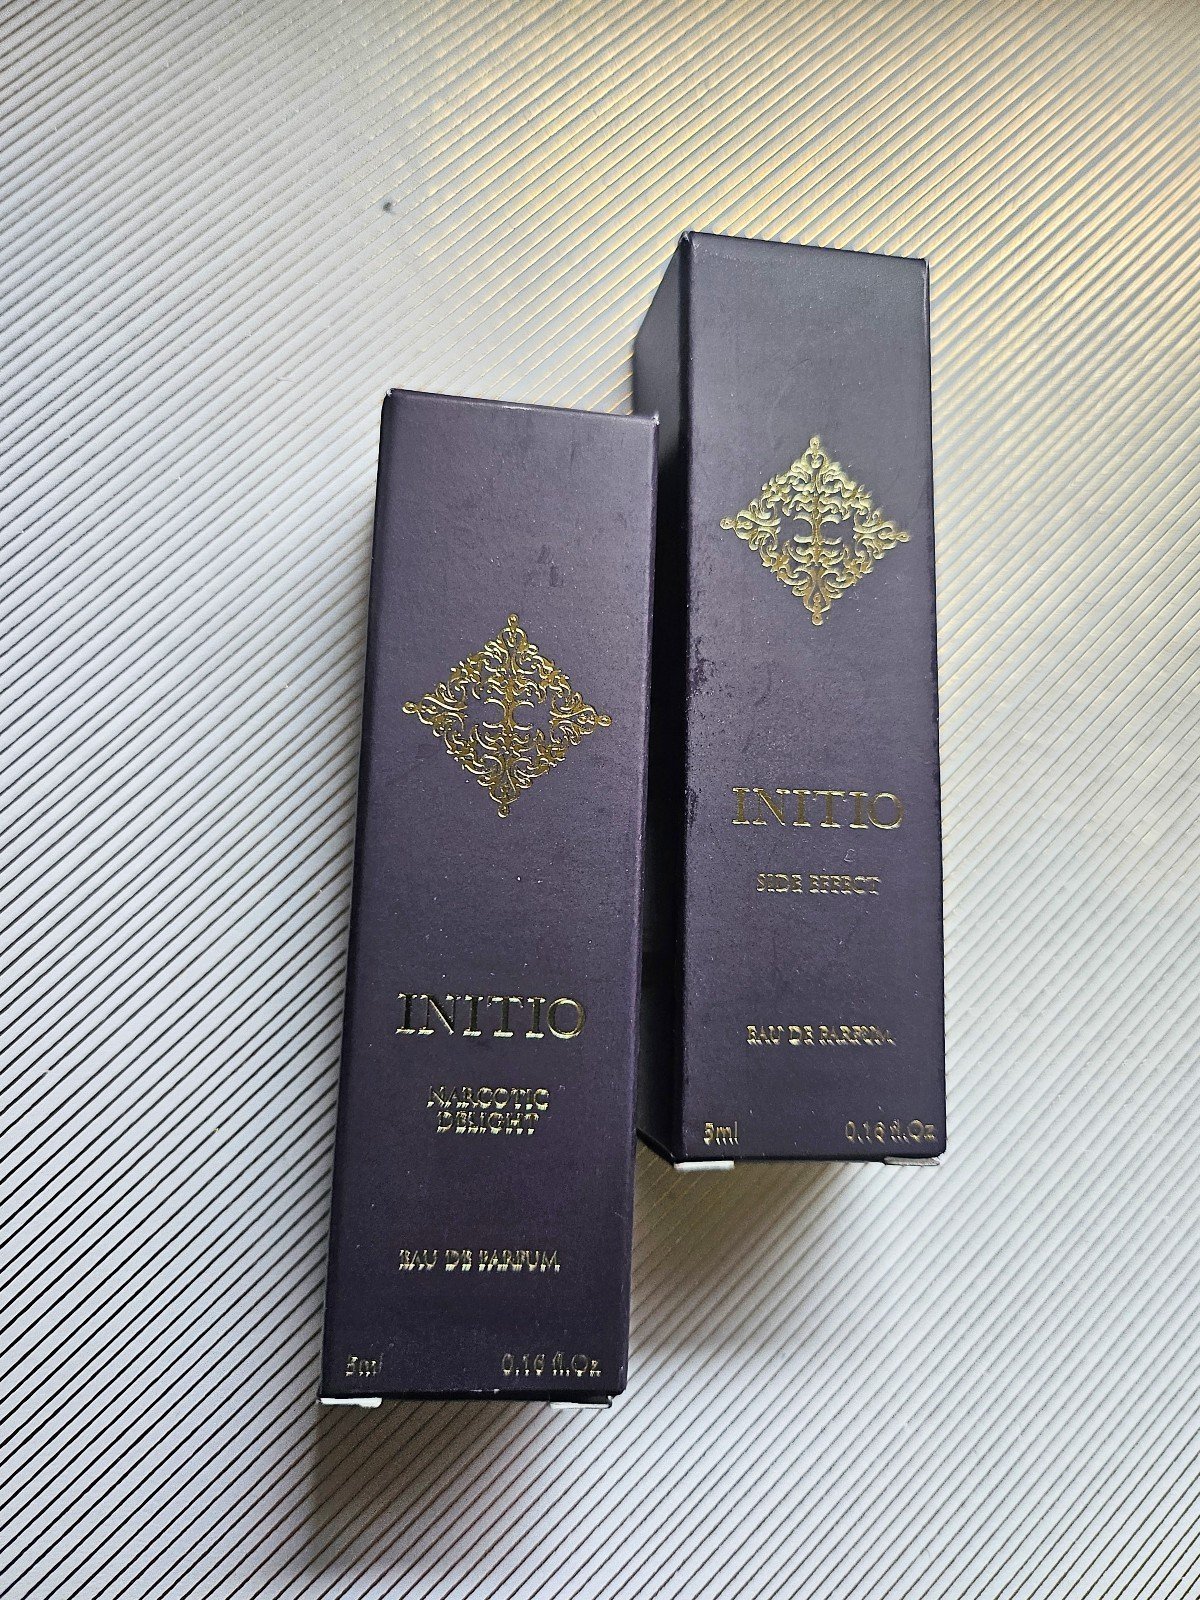 INITIO
NARCOTIC
DELIGHT
EAU DE PARFUM
5ml 0.16 fl.Oz
INITIO
SIDE EFFECT
EAU DE PARFUM
5ml 0.16 fl.Oz